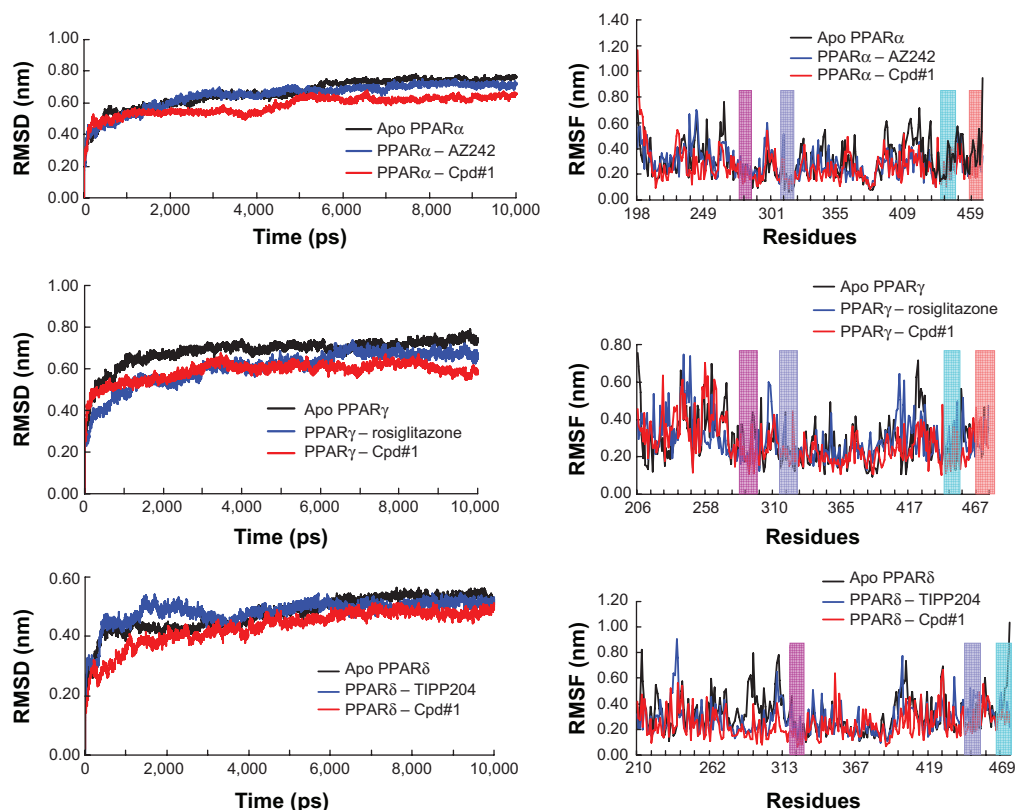 RMSD (nm)
1.00
0.80
0.60
0.40
0.20
0.00
Apo PPARα
PPARα – AZ242
PPARα – Cpd#1
0 2,000 4,000 6,000 8,000 10,000
Time (ps)
RMSF (nm)
1.40
1.20
1.00
0.80
0.60
0.40
0.20
0.00
Apo PPARα
PPARα – AZ242
PPARα – Cpd#1
198 249 301 355 409 459
Residues
RMSD (nm)
1.00
0.80
0.60
0.40
0.20
0.00
Apo PPARγ
PPARγ – rosiglitazone
PPARγ – Cpd#1
0 2,000 4,000 6,000 8,000 10,000
Time (ps)
Apo PPARγ
PPARγ – rosiglitazone
PPARγ – Cpd#1
RMSF (nm)
0.80
0.60
0.40
0.20
0.00
206 258 310 365 417 467
Residues
RMSD (nm)
0.60
0.40
0.20
0.00
Apo PPARδ
PPARδ – TIPP204
PPARδ – Cpd#1
0 2,000 4,000 6,000 8,000 10,000
Time (ps)
Apo PPARδ
PPARδ – TIPP204
PPARδ – Cpd#1
RMSF (nm)
1.20
1.00
0.80
0.60
0.40
0.20
0.00
210 262 313 367 419 469
Residues